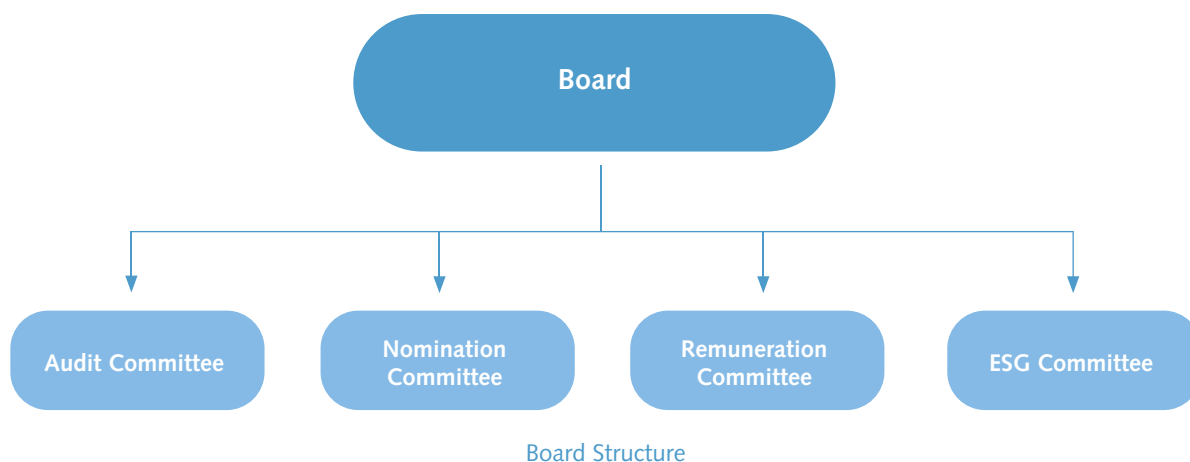 Board
Audit Committee
Nomination
Committee
Remuneration
Committee
ESG Committee
Board Structure